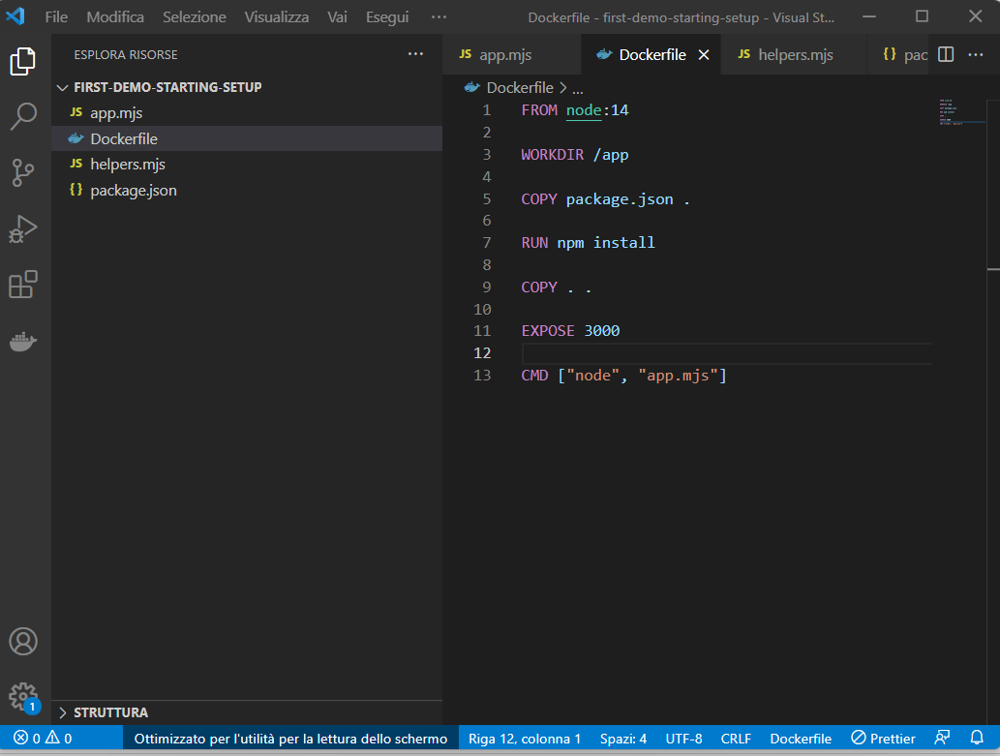 File Modifica Selezione Visualizza Vai Esegui ··· Dockerfile - first-demo-starting-setup - Visual St...
ESPLORA RISORSE ···
FIRST-DEMO-STARTING-SETUP
JS app.mjs
Dockerfile
JS helpers.mjs
{} package.json
STRUTTURA
JS app.mjs Dockerfile JS helpers.mjs {} pac ···
Dockerfile > ...
1 FROM node:14
2
3 WORKDIR /app
4
5 COPY package.json .
6
7 RUN npm install
8
9 COPY . .
10
11 EXPOSE 3000
12
13 CMD ["node", "app.mjs"]
1
0 0 Ottimizzato per l'utilità per la lettura dello schermo Riga 12, colonna 1 Spazi: 4 UTF-8 CRLF Dockerfile Prettier